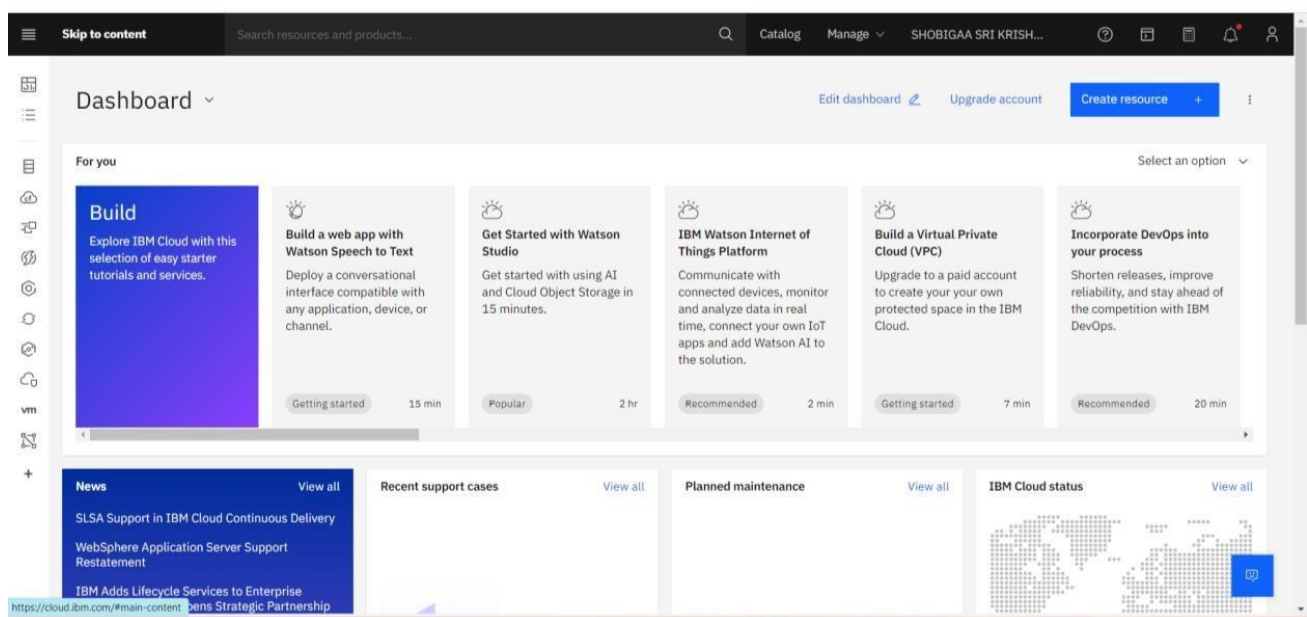 Skip to content
Search resources and products...
Catalog
Manage
SHOBIGAA SRI KRISH...
Dashboard
Edit dashboard
Upgrade account
Create resource +
For you
Select an option
Build
Explore IBM Cloud with this
selection of easy starter
tutorials and services.
Build a web app with
Watson Speech to Text
Deploy a conversational
interface compatible with
any application, device, or
channel.
Getting started
15 min
Get Started with Watson
Studio
Get started with using AI
and Cloud Object Storage in
15 minutes.
Popular
2 hr
IBM Watson Internet of
Things Platform
Communicate with
connected devices, monitor
and analyze data in real
time, connect your own IoT
apps and add Watson AI to
the solution.
Recommended
2 min
Build a Virtual Private
Cloud (VPC)
Upgrade to a paid account
to create your your own
protected space in the IBM
Cloud.
Getting started
7 min
Incorporate DevOps into
your process
Shorten releases, improve
reliability, and stay ahead of
the competition with IBM
DevOps.
Recommended
20 min
vm
+
News
View all
SLSA Support in IBM Cloud Continuous Delivery
WebSphere Application Server Support
Restatement
IBM Adds Lifecycle Services to Enterprise
pens Strategic Partnership
Recent support cases
View all
Planned maintenance
View all
IBM Cloud status
View all
https://cloud.ibm.com/#main-content